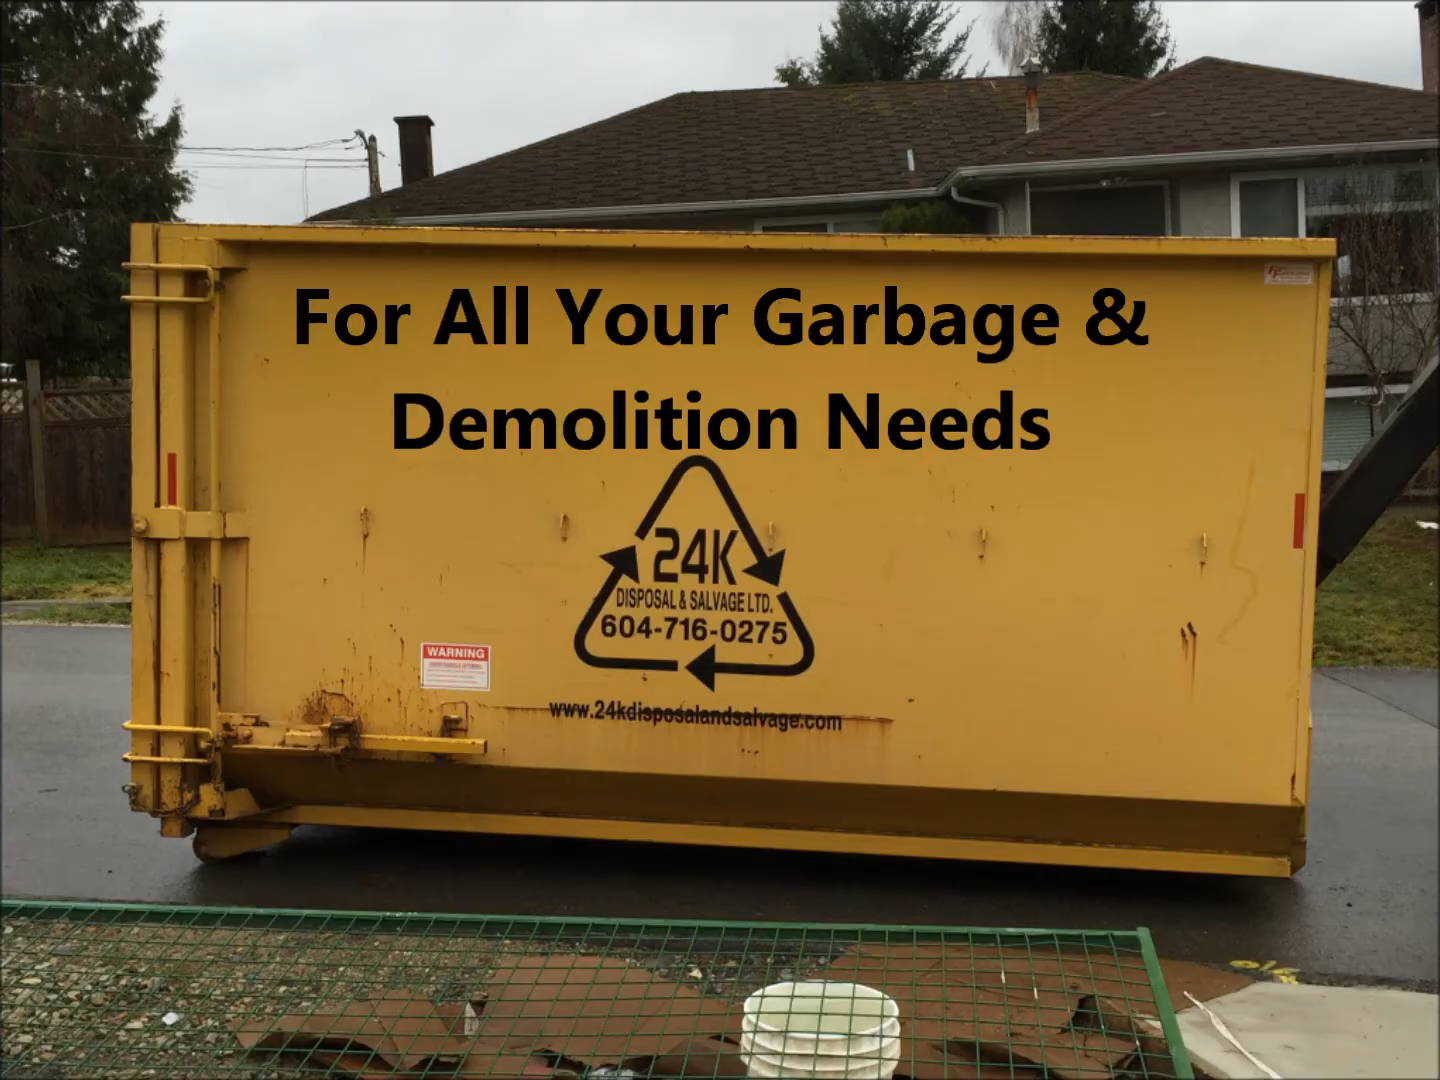 For All Your Garbage &
Demolition Needs
24K
DISPOSAL & SALVAGE LTD.
604-716-0275
WARNING
www.24kdisposalandsalvage.com